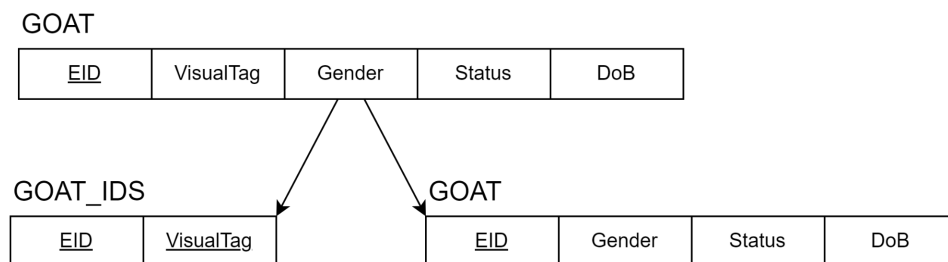 GOAT
EID VisualTag Gender Status DoB
GOAT_IDS GOAT
EID VisualTag EID Gender Status DoB